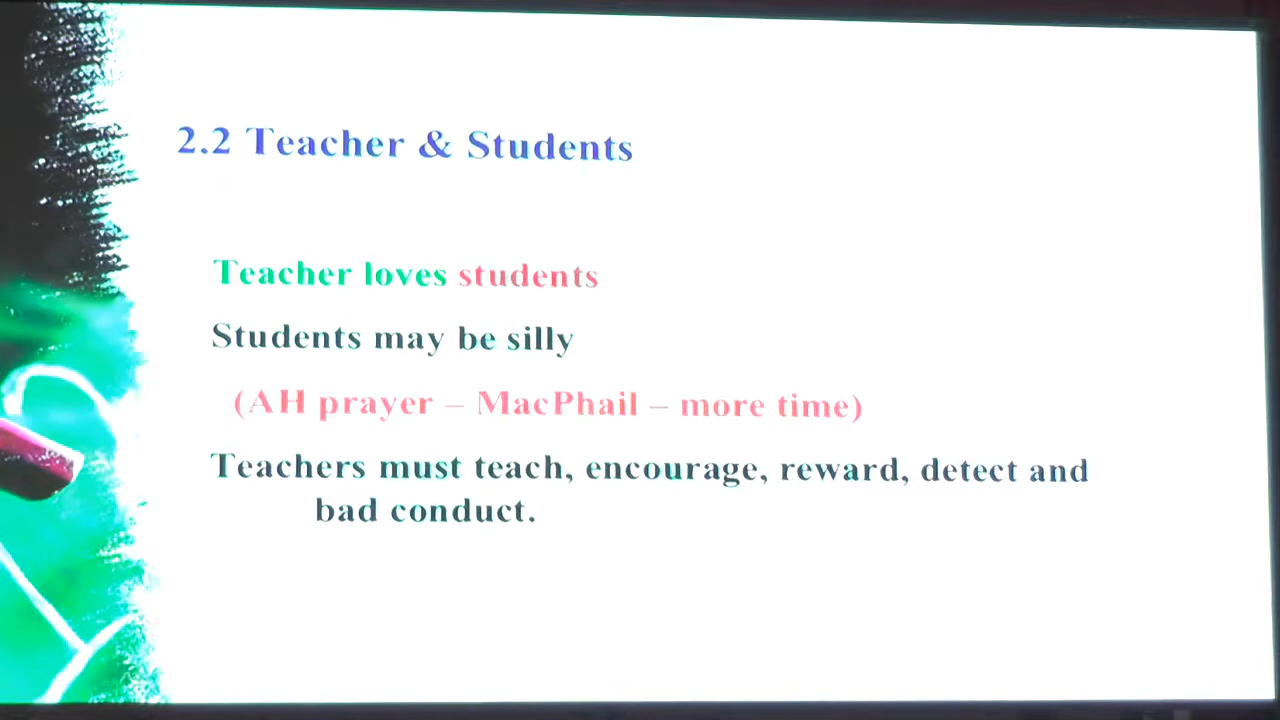 2.2 Teacher & Students
Teacher loves students
Students may be silly
(AH prayer – MacPhail – more time)
Teachers must teach, encourage, reward, detect and
bad conduct.